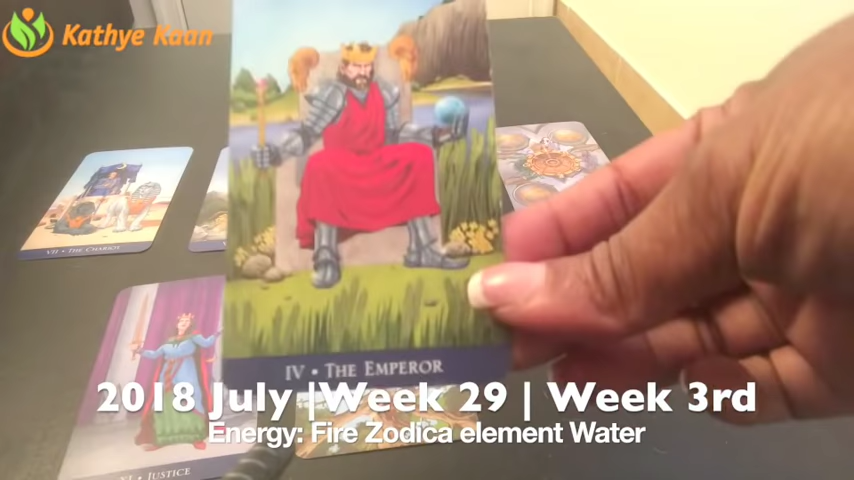 Kathye Kaan
VII • THE CHARIOT
IV • THE EMPEROR
2018 July |Week 29 | Week 3rd
Energy: Fire Zodica element Water
XI • JUSTICE